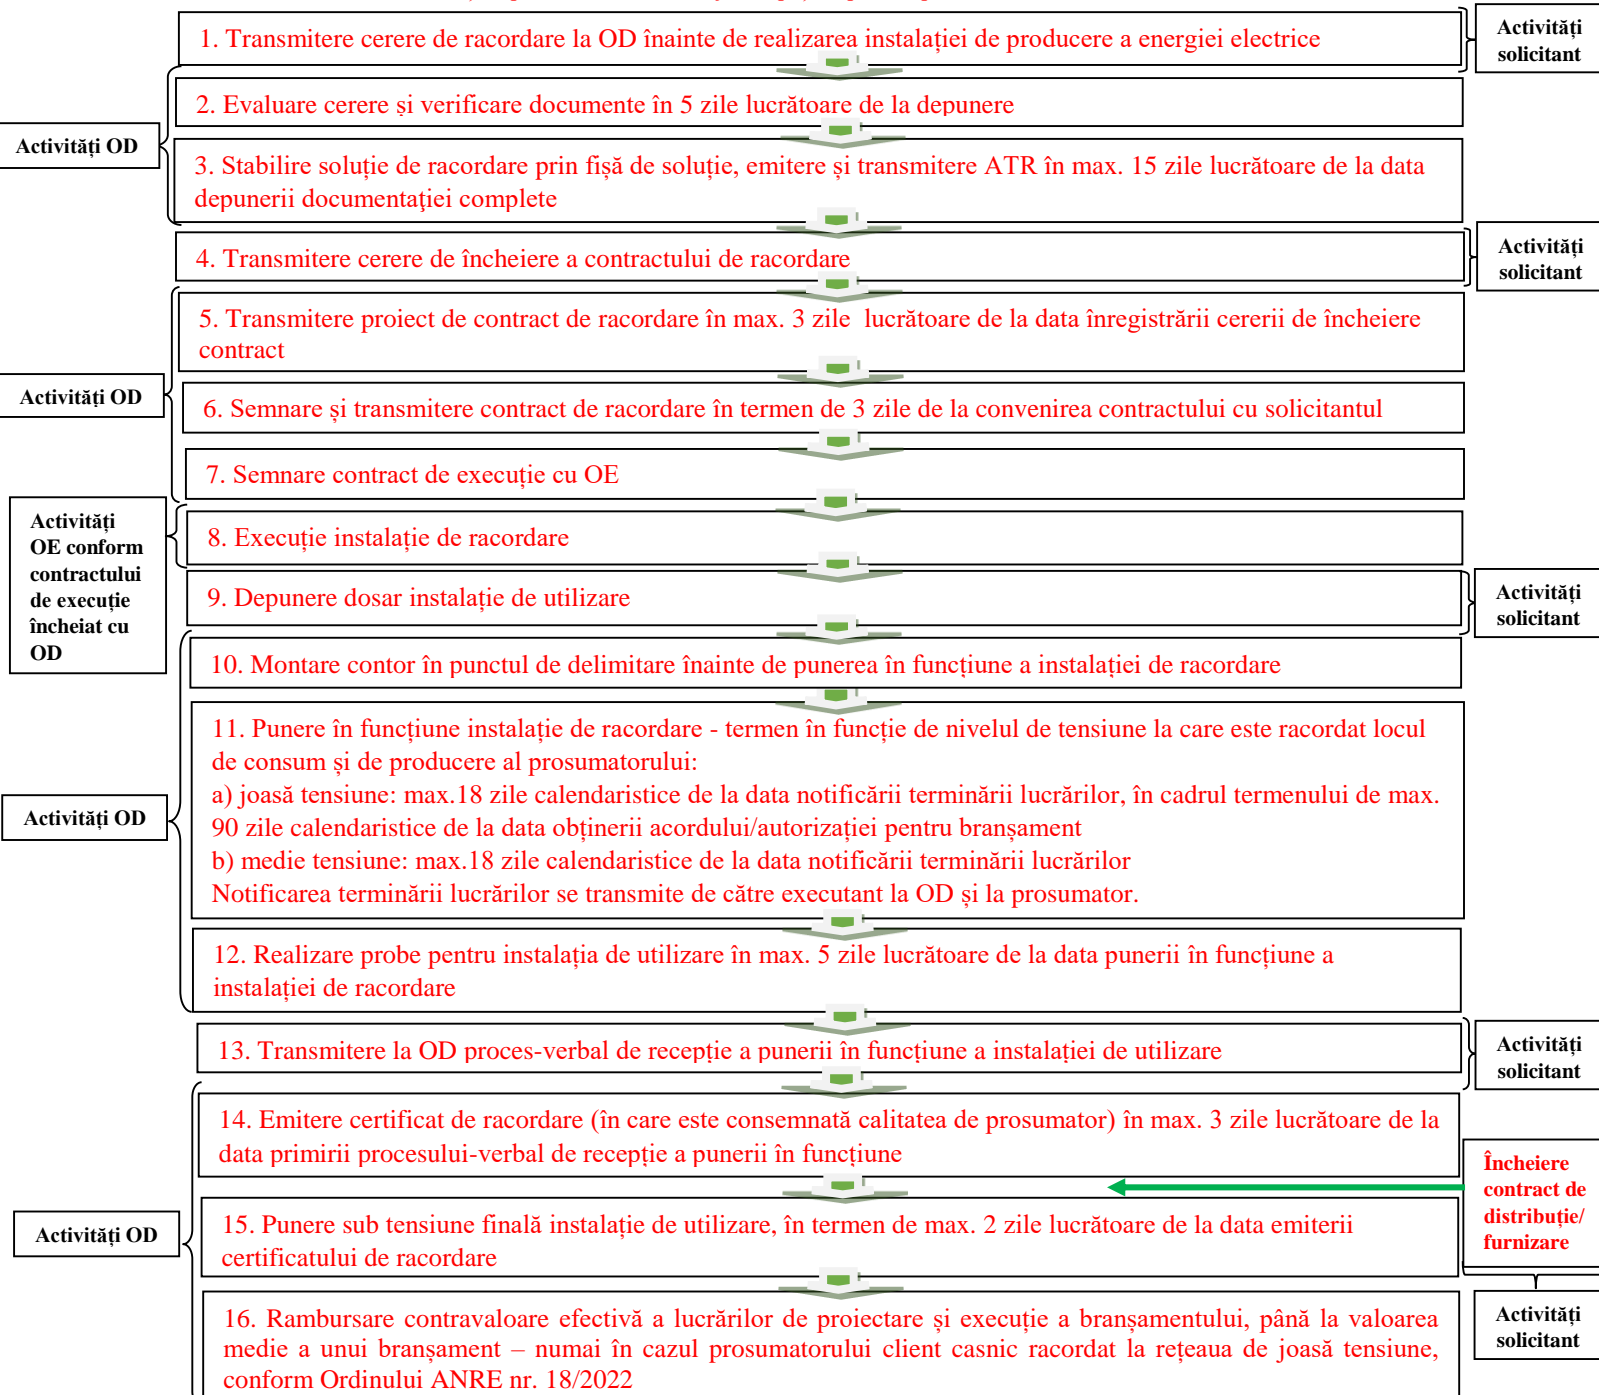 1. Transmitere cerere de racordare la OD înainte de realizarea instalației de producere a energiei electrice
Activități
solicitant
2. Evaluare cerere și verificare documente în 5 zile lucrătoare de la depunere
Activități OD
3. Stabilire soluție de racordare prin fișă de soluție, emitere și transmitere ATR în max. 15 zile lucrătoare de la data
depunerii documentaţiei complete
4. Transmitere cerere de încheiere a contractului de racordare
Activități
solicitant
5. Transmitere proiect de contract de racordare în max. 3 zile lucrătoare de la data înregistrării cererii de încheiere
contract
Activități OD
6. Semnare și transmitere contract de racordare în termen de 3 zile de la convenirea contractului cu solicitantul
7. Semnare contract de execuție cu OE
Activități
OE conform
contractului
de execuție
încheiat cu
OD
8. Execuție instalație de racordare
9. Depunere dosar instalație de utilizare
Activități
solicitant
10. Montare contor în punctul de delimitare înainte de punerea în funcțiune a instalației de racordare
11. Punere în funcțiune instalație de racordare - termen în funcție de nivelul de tensiune la care este racordat locul
de consum și de producere al prosumatorului:
a) joasă tensiune: max.18 zile calendaristice de la data notificării terminării lucrărilor, în cadrul termenului de max.
90 zile calendaristice de la data obținerii acordului/autorizației pentru branșament
b) medie tensiune: max.18 zile calendaristice de la data notificării terminării lucrărilor
Notificarea terminării lucrărilor se transmite de către executant la OD și la prosumator.
Activități OD
12. Realizare probe pentru instalația de utilizare în max. 5 zile lucrătoare de la data punerii în funcțiune a
instalației de racordare
13. Transmitere la OD proces-verbal de recepție a punerii în funcțiune a instalației de utilizare
Activități
solicitant
14. Emitere certificat de racordare (în care este consemnată calitatea de prosumator) în max. 3 zile lucrătoare de la
data primirii procesului-verbal de recepție a punerii în funcțiune
Încheiere
contract de
distribuție/
furnizare
15. Punere sub tensiune finală instalație de utilizare, în termen de max. 2 zile lucrătoare de la data emiterii
certificatului de racordare
Activități OD
16. Rambursare contravaloare efectivă a lucrărilor de proiectare și execuție a branșamentului, până la valoarea
medie a unui branșament – numai în cazul prosumatorului client casnic racordat la rețeaua de joasă tensiune,
conform Ordinului ANRE nr. 18/2022
Activități
solicitant